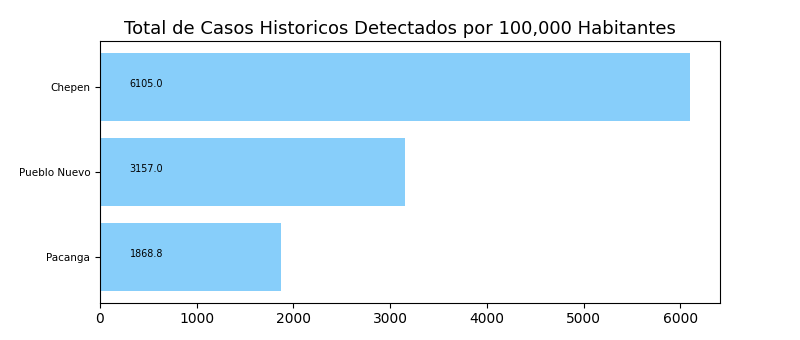 Total de Casos Historicos Detectados por 100,000 Habitantes
Chepen
6105.0
Pueblo Nuevo
3157.0
Pacanga
1868.8
0 1000 2000 3000 4000 5000 6000